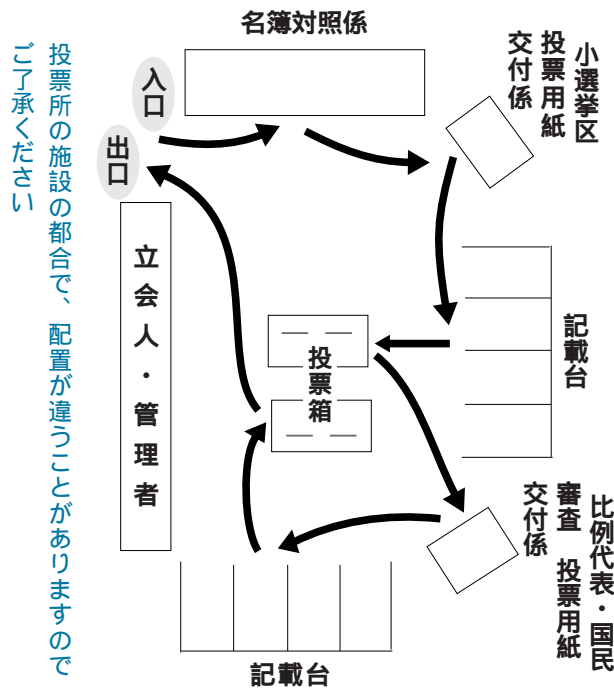 名簿対照係
小選挙区
投票用紙
交付係
入口
出口
投票所の施設の都合で、配置が違うことがありますので
ご了承ください
立会人・管理者
記載台
投票箱
比例代表・国民
審査　投票用紙
交付係
記載台